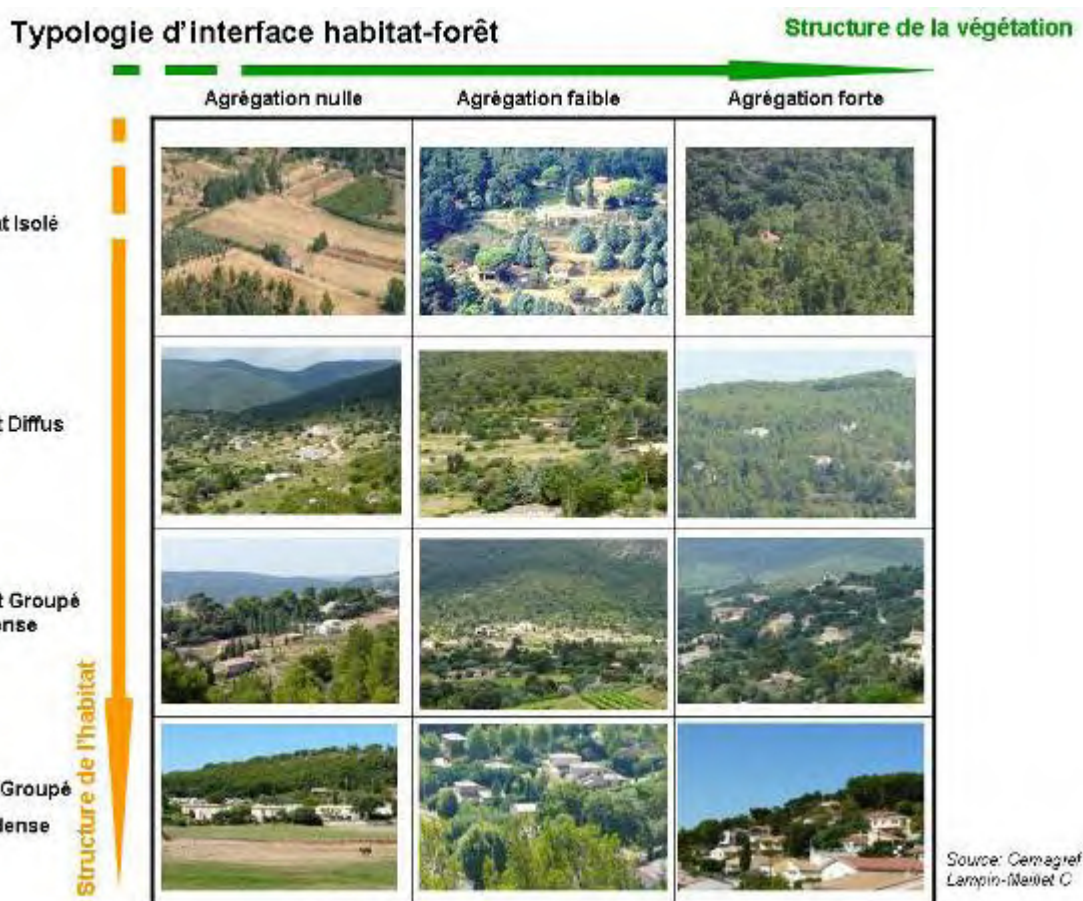 Typologie d'interface habitat-forêt
Structure de la végétation
Agrégation nulle
Agrégation faible
Agrégation forte
t Isolé
t Diffus
t Groupé
ense
Groupé
dense
Structure de l'habitat
Source: Cemagref
Lampin-Maillet C